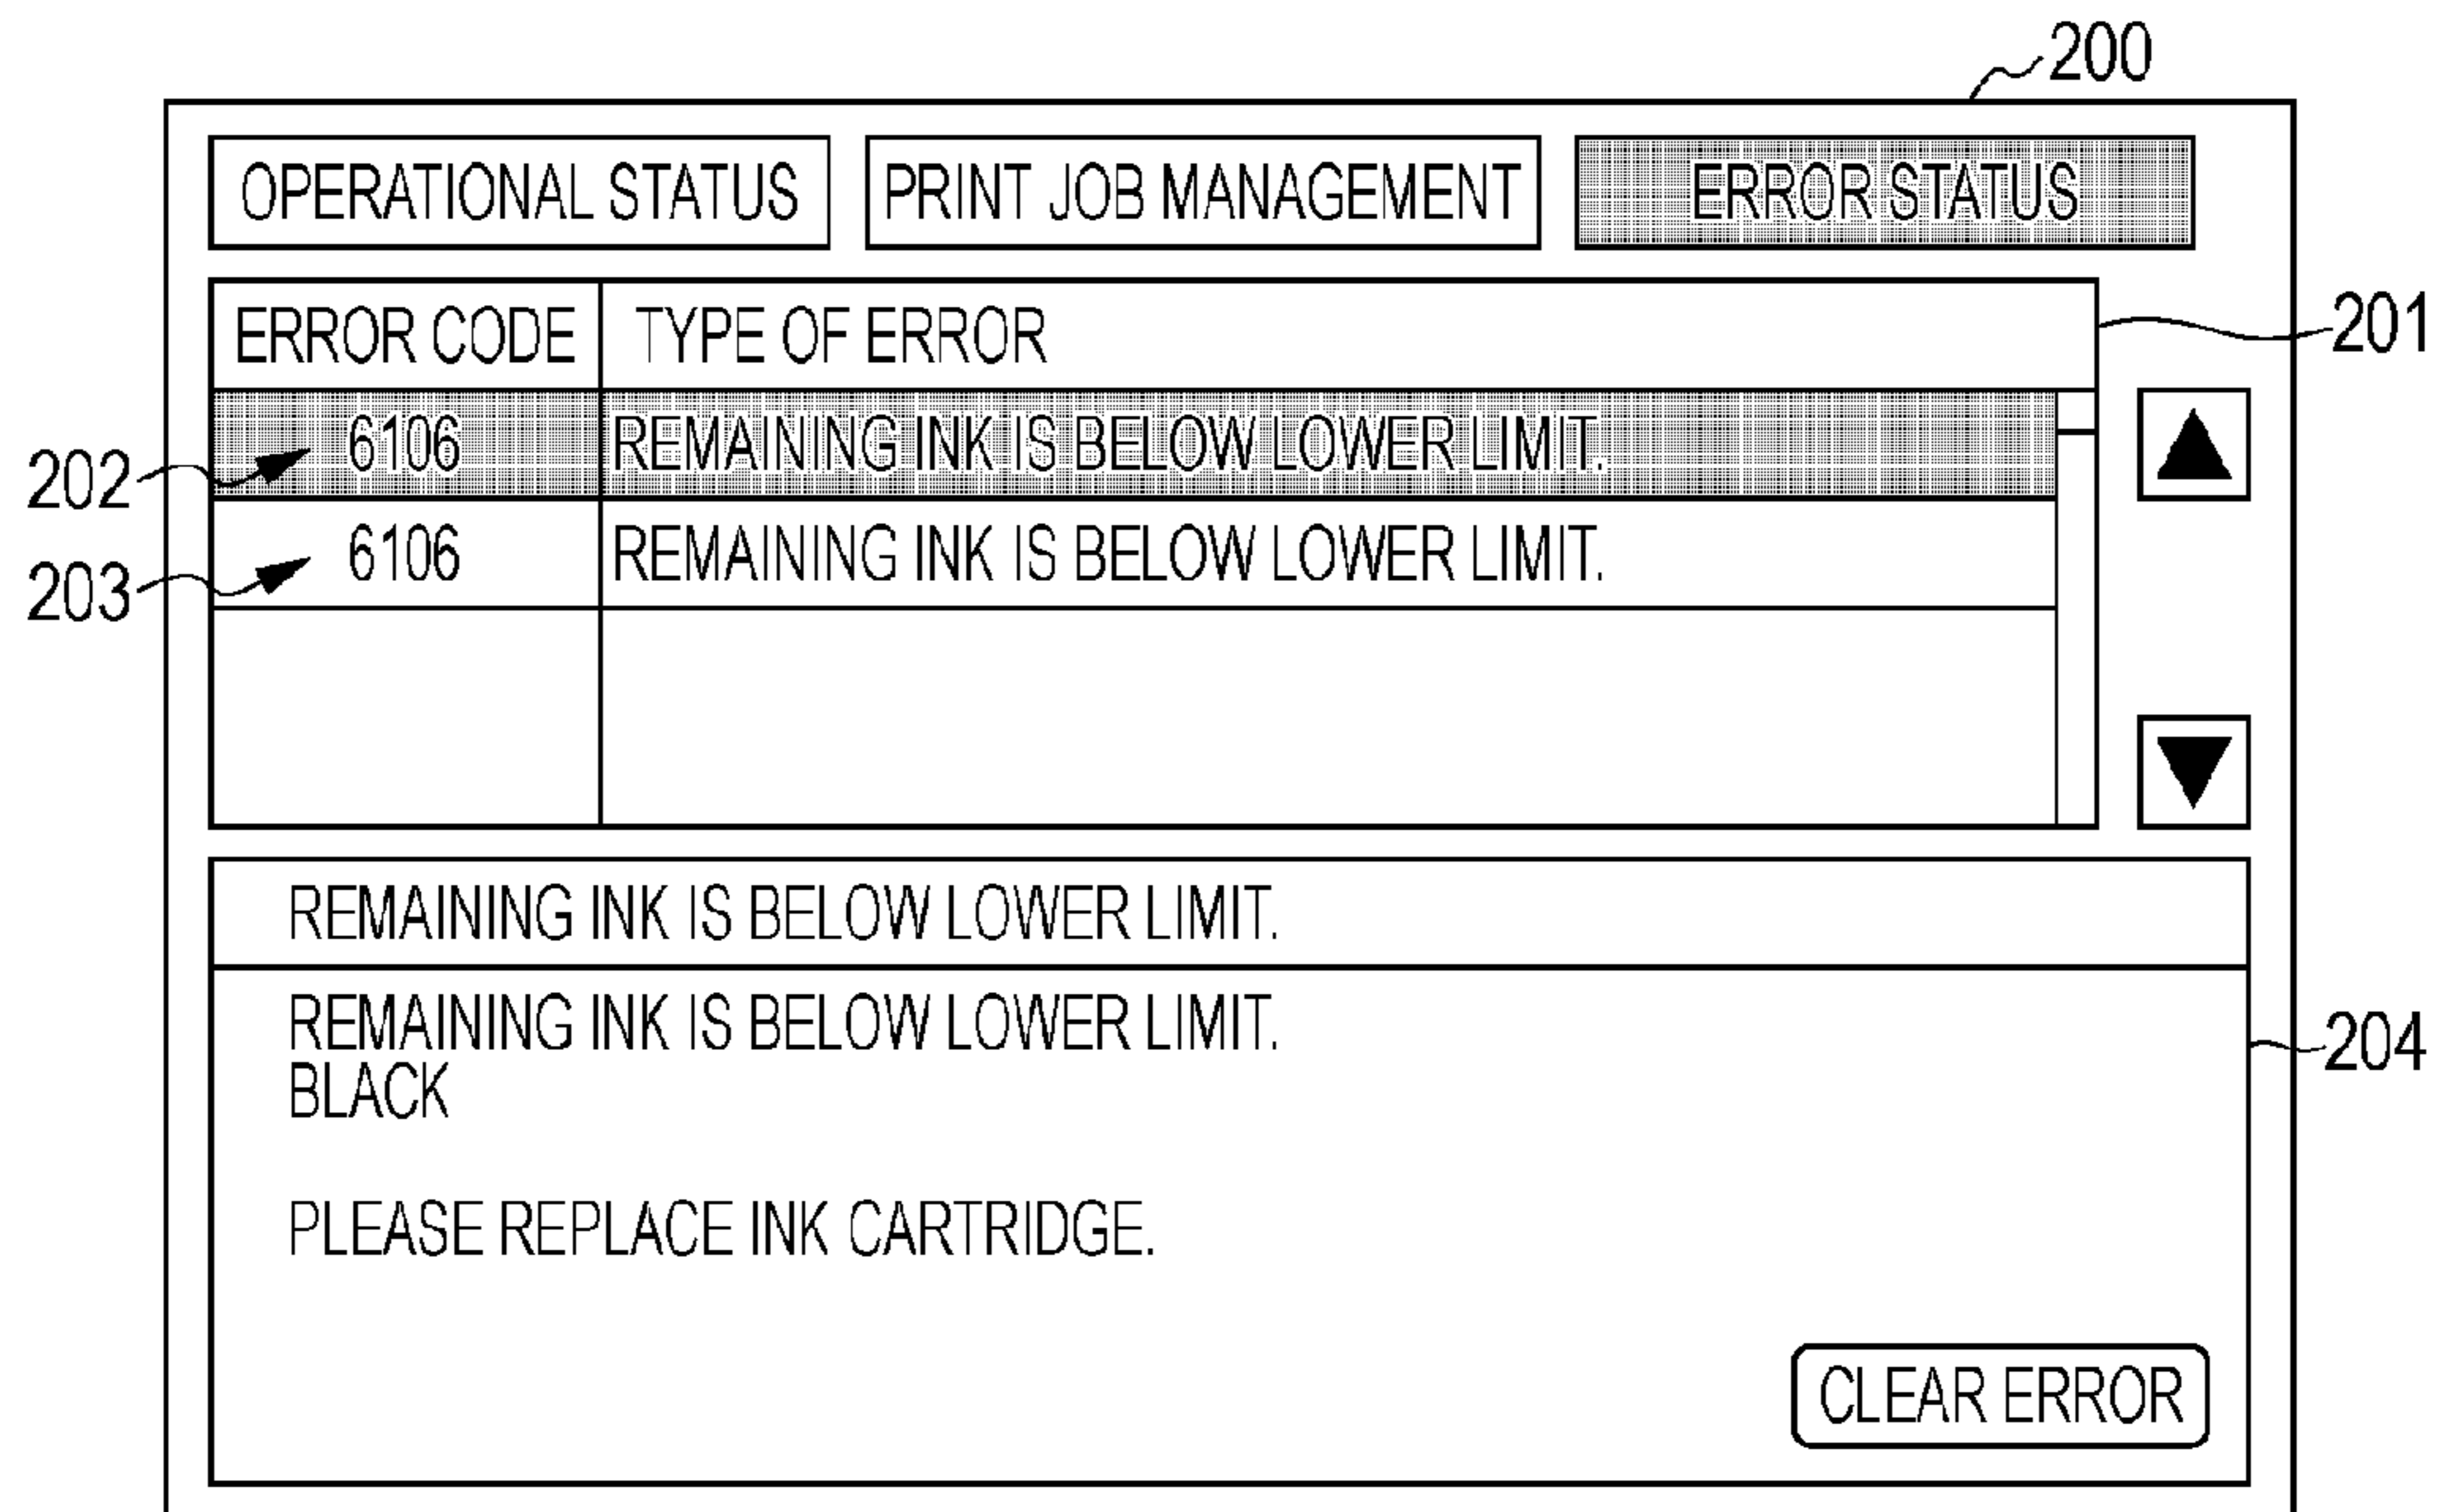 200
OPERATIONAL STATUS PRINT JOB MANAGEMENT ERROR STATUS
ERROR CODE TYPE OF ERROR 201
202 6106 REMAINING INK IS BELOW LOWER LIMIT.
203 6106 REMAINING INK IS BELOW LOWER LIMIT.
REMAINING INK IS BELOW LOWER LIMIT.
REMAINING INK IS BELOW LOWER LIMIT.
204
BLACK
PLEASE REPLACE INK CARTRIDGE.
CLEAR ERROR